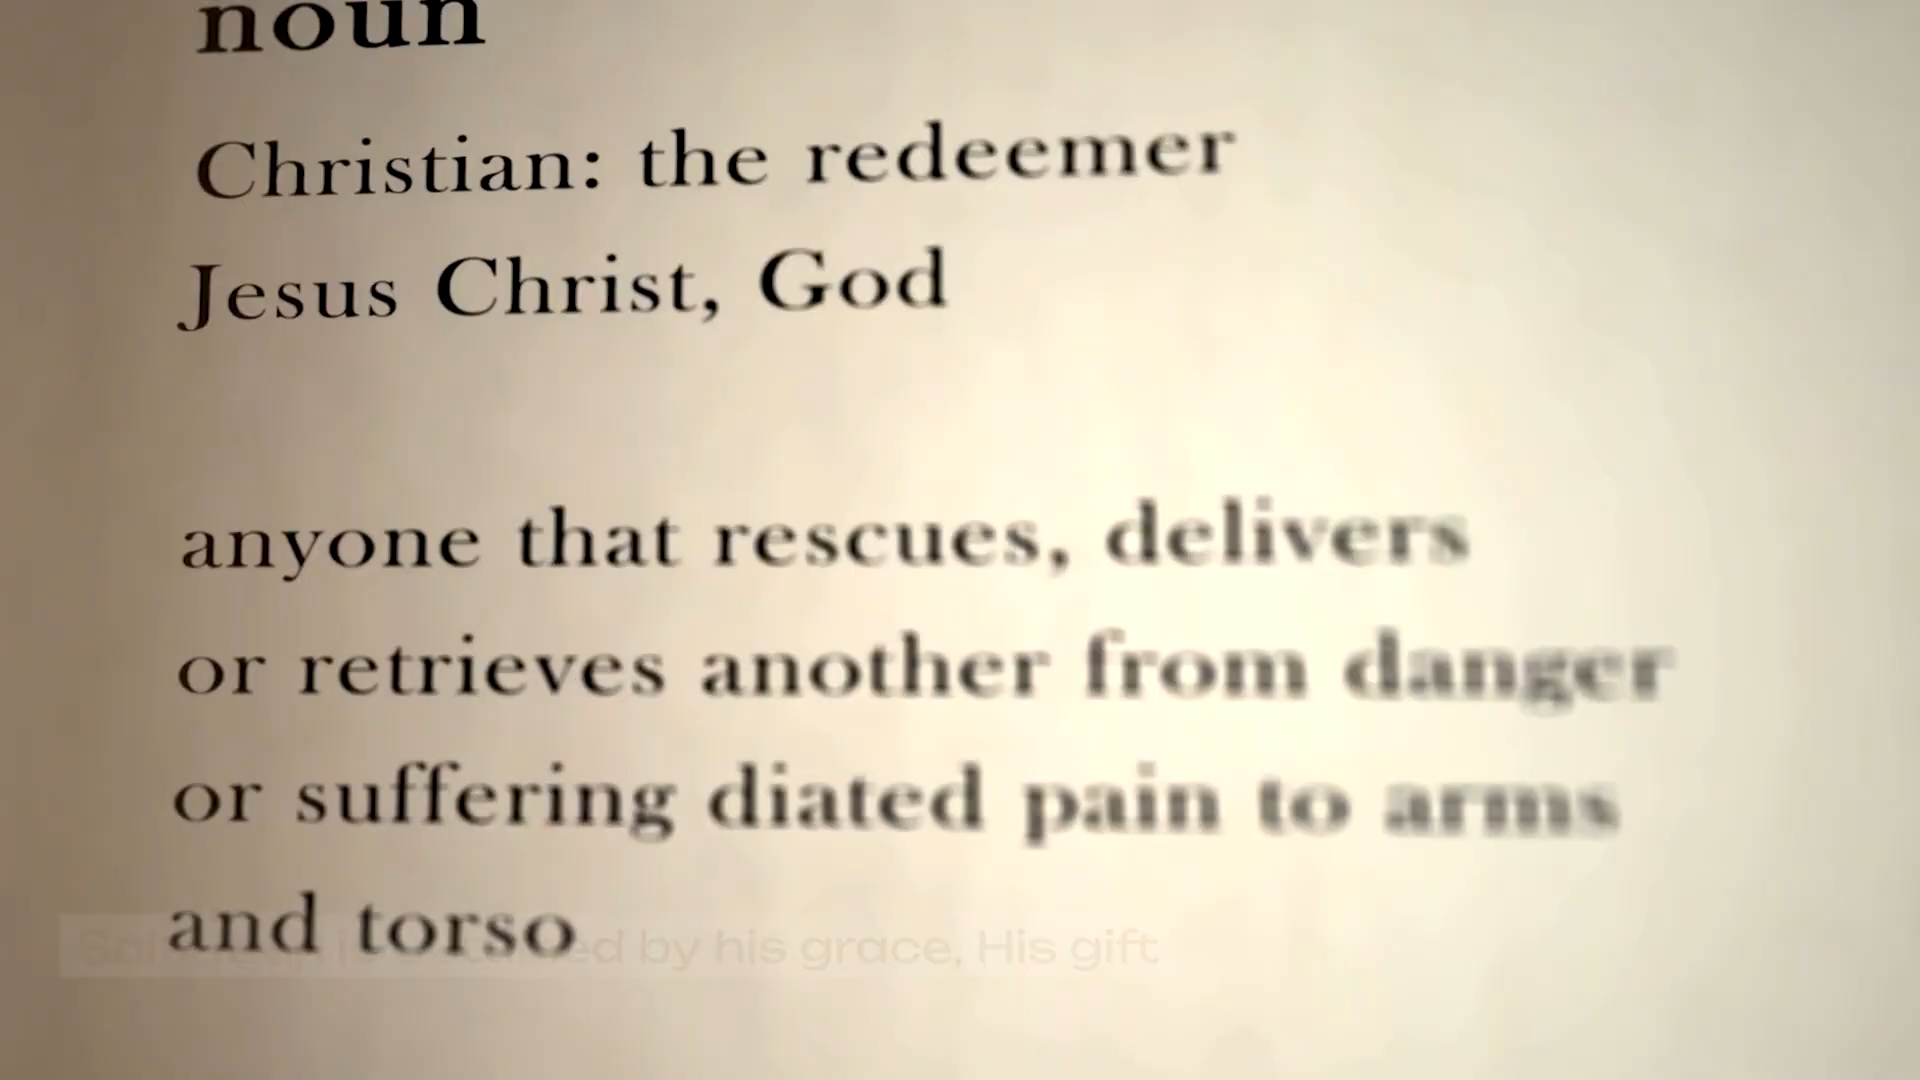 noun
Christian: the redeemer
Jesus Christ, God
anyone that rescues, delivers
or retrieves another from danger
or suffering diated pain to arms
and torso
by his grace, His gift